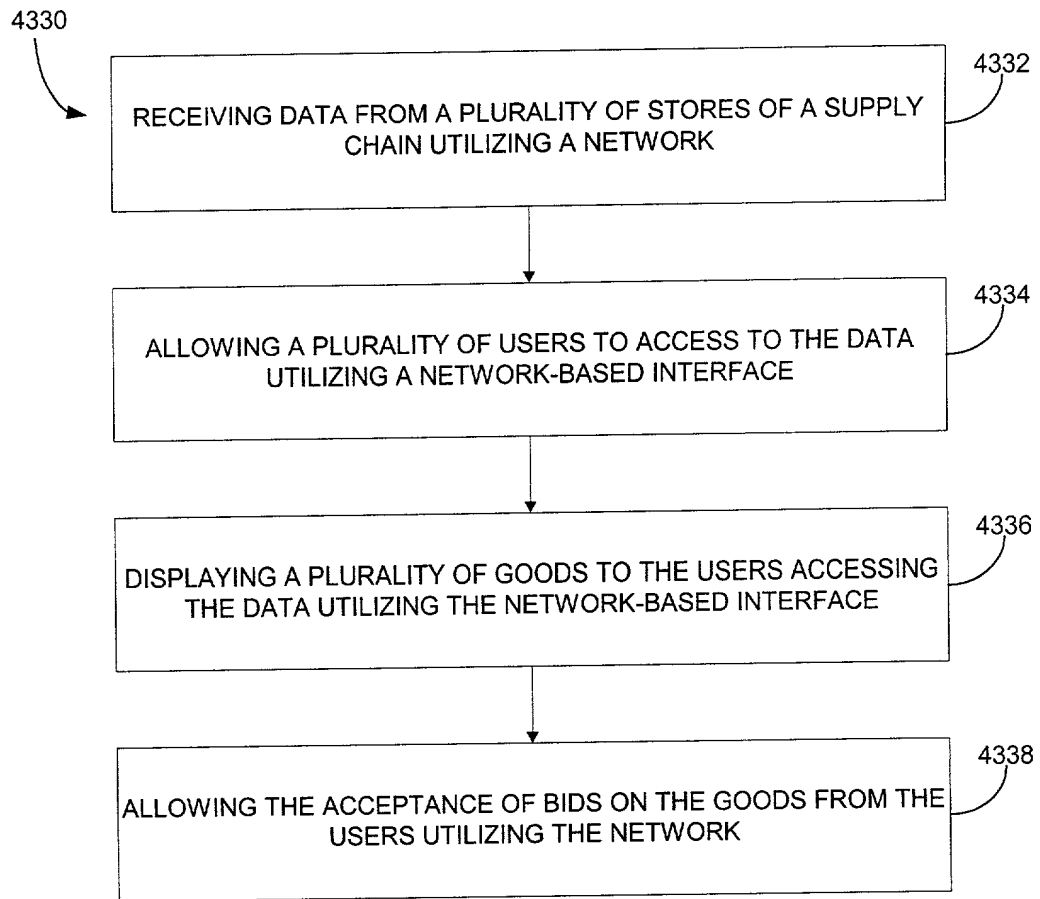 4330
4332
RECEIVING DATA FROM A PLURALITY OF STORES OF A SUPPLY
CHAIN UTILIZING A NETWORK
4334
ALLOWING A PLURALITY OF USERS TO ACCESS TO THE DATA
UTILIZING A NETWORK-BASED INTERFACE
4336
DISPLAYING A PLURALITY OF GOODS TO THE USERS ACCESSING
THE DATA UTILIZING THE NETWORK-BASED INTERFACE
4338
ALLOWING THE ACCEPTANCE OF BIDS ON THE GOODS FROM THE
USERS UTILIZING THE NETWORK